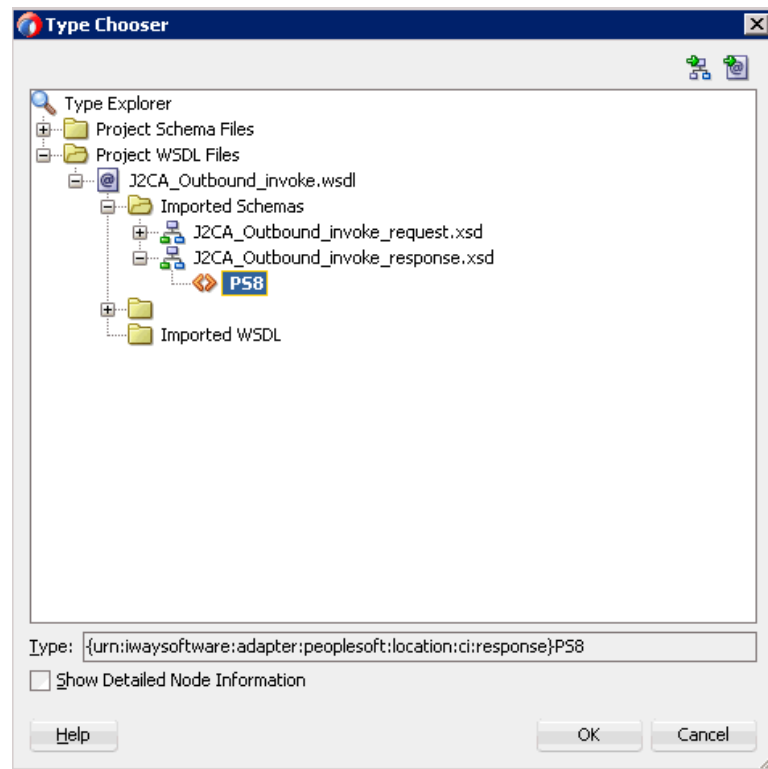 Type Chooser
Type Explorer
Project Schema Files
Project WSDL Files
J2CA_Outbound_invoke.wsdl
Imported Schemas
J2CA_Outbound_invoke_request.xsd
J2CA_Outbound_invoke_response.xsd
PS8
Imported WSDL
Type: {urn:iwaysoftware:adapter:peoplesoft:location:ci:response}PS8
Show Detailed Node Information
Help OK Cancel